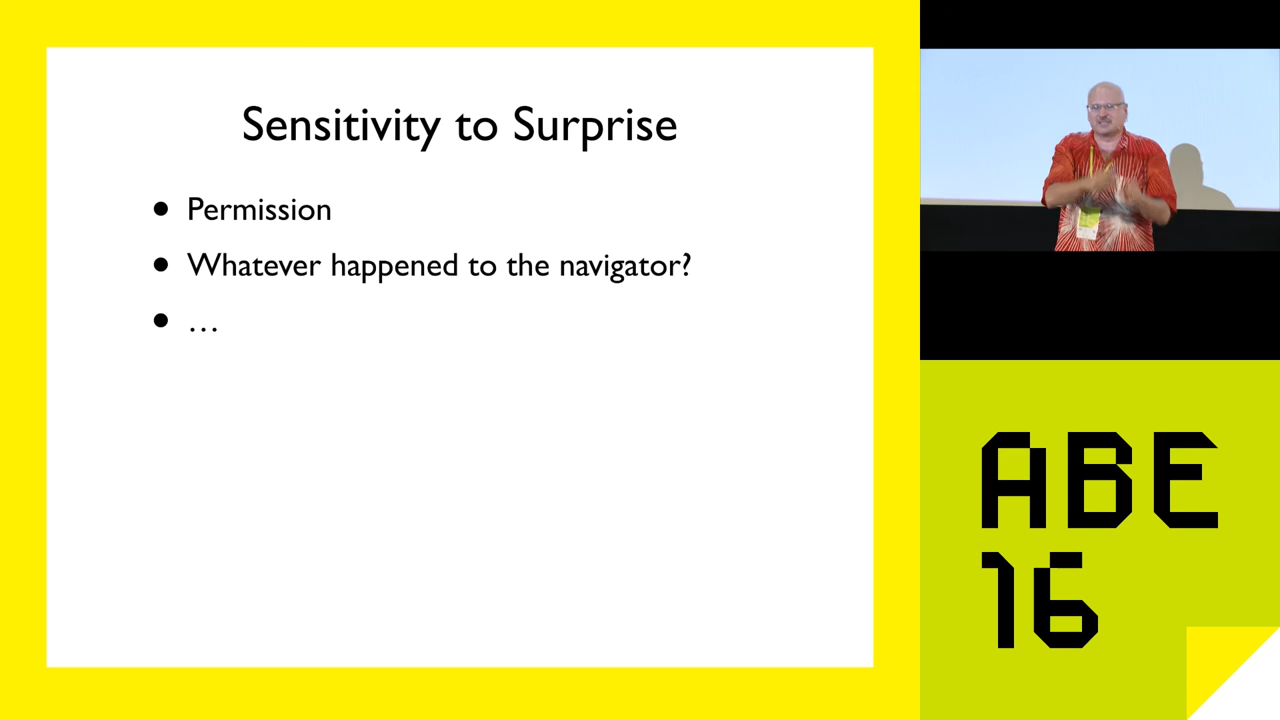 Sensitivity to Surprise
• Permission
• Whatever happened to the navigator?
• …
ABE
16